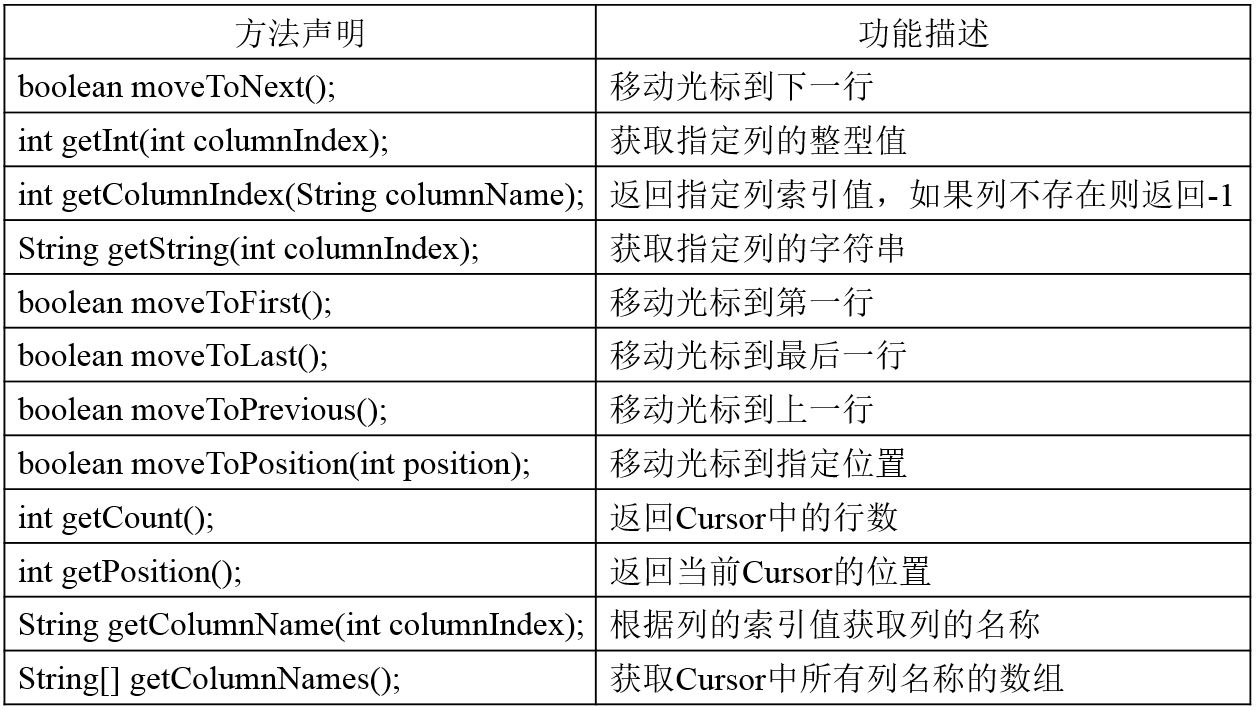 方法声明 功能描述
boolean moveToNext(); 移动光标到下一行
int getInt(int columnIndex); 获取指定列的整型值
int getColumnIndex(String columnName); 返回指定列索引值，如果列不存在则返回-1
String getString(int columnIndex); 获取指定列的字符串
boolean moveToFirst(); 移动光标到第一行
boolean moveToLast(); 移动光标到最后一行
boolean moveToPrevious(); 移动光标到上一行
boolean moveToPosition(int position); 移动光标到指定位置
int getCount(); 返回Cursor中的行数
int getPosition(); 返回当前Cursor的位置
String getColumnName(int columnIndex); 根据列的索引值获取列的名称
String[] getColumnNames(); 获取Cursor中所有列名称的数组